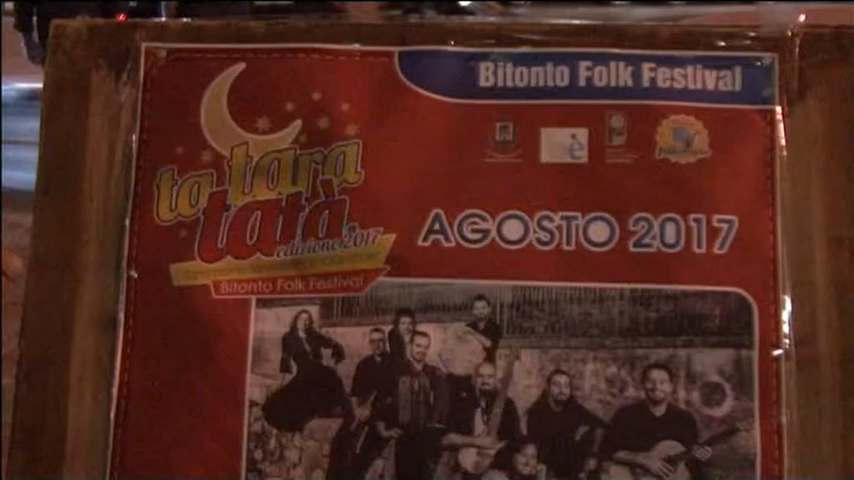 Bitonto Folk Festival
ta tara
tatà
edizione 2017
Bitonto Folk Festival
AGOSTO 2017